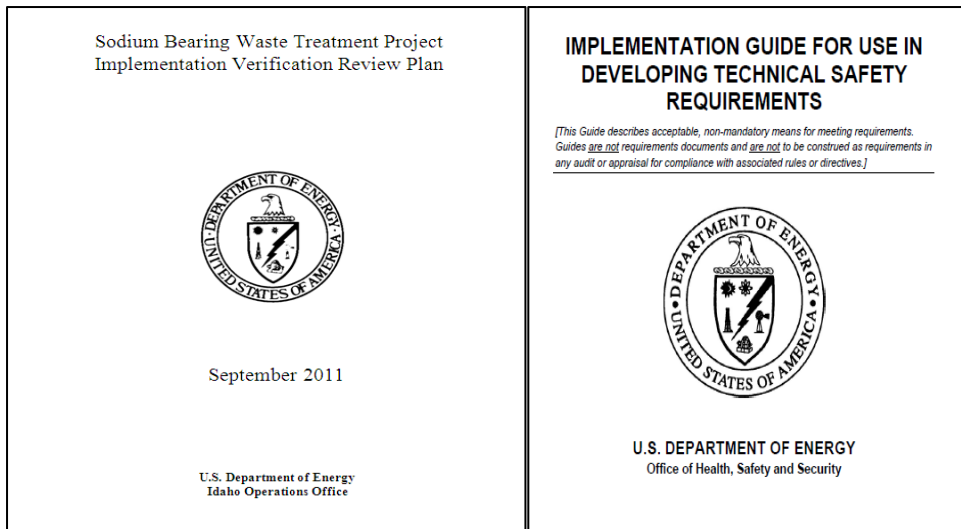 Sodium Bearing Waste Treatment Project
Implementation Verification Review Plan
DEPARTMENT OF ENERGY
UNITED STATES OF AMERICA
September 2011
U.S. Department of Energy
Idaho Operations Office
IMPLEMENTATION GUIDE FOR USE IN
DEVELOPING TECHNICAL SAFETY
REQUIREMENTS
[This Guide describes acceptable, non-mandatory means for meeting requirements.
Guides are not requirements documents and are not to be construed as requirements in
any audit or appraisal for compliance with associated rules or directives.]
DEPARTMENT OF ENERGY
UNITED STATES OF AMERICA
U.S. DEPARTMENT OF ENERGY
Office of Health, Safety and Security